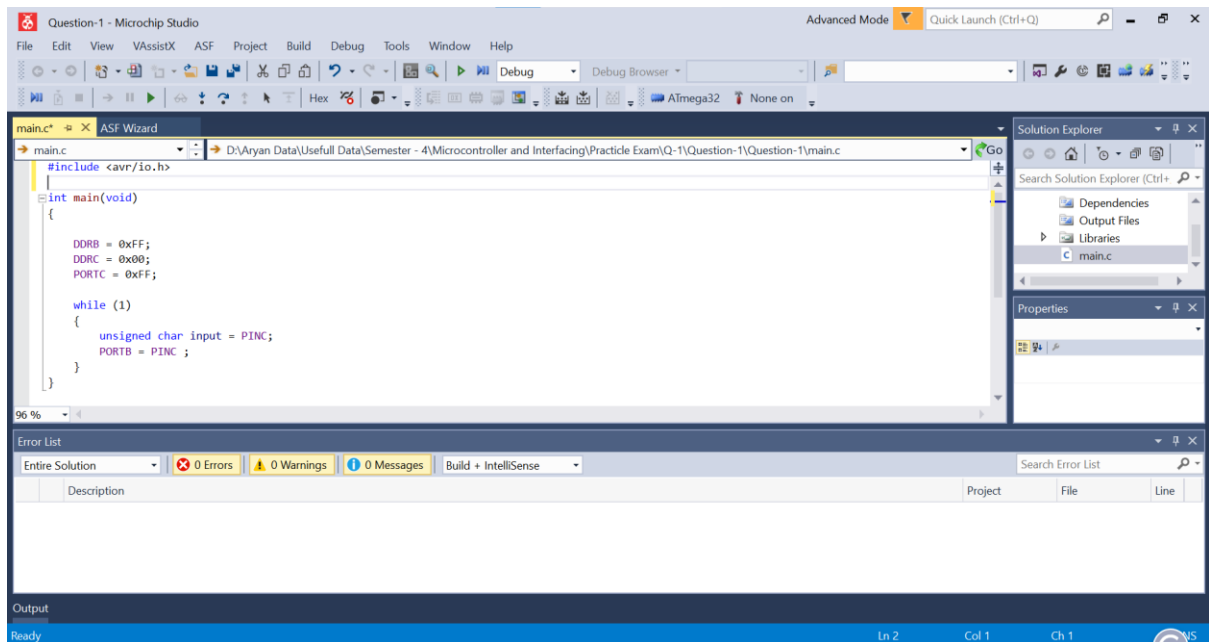 Question-1 - Microchip Studio
Advanced Mode
Quick Launch (Ctrl+Q)
File Edit View VAssistX ASF Project Build Debug Tools Window Help
Debug Debug Browser
Hex ATmega32 None on
main.c* ASF Wizard
main.c D:\Aryan Data\Usefull Data\Semester - 4\Microcontroller and Interfacing\Practicle Exam\Q-1\Question-1\Question-1\main.c Go
#include <avr/io.h>
int main(void)
{
DDRB = 0xFF;
DDRC = 0x00;
PORTC = 0xFF;
while (1)
{
unsigned char input = PINC;
PORTB = PINC ;
}
}
96 %
Solution Explorer
Search Solution Explorer (Ctrl+
Dependencies
Output Files
Libraries
main.c
Properties
Error List
Entire Solution 0 Errors 0 Warnings 0 Messages Build + IntelliSense Search Error List
Description Project File Line
Output
Ready Ln 2 Col 1 Ch 1